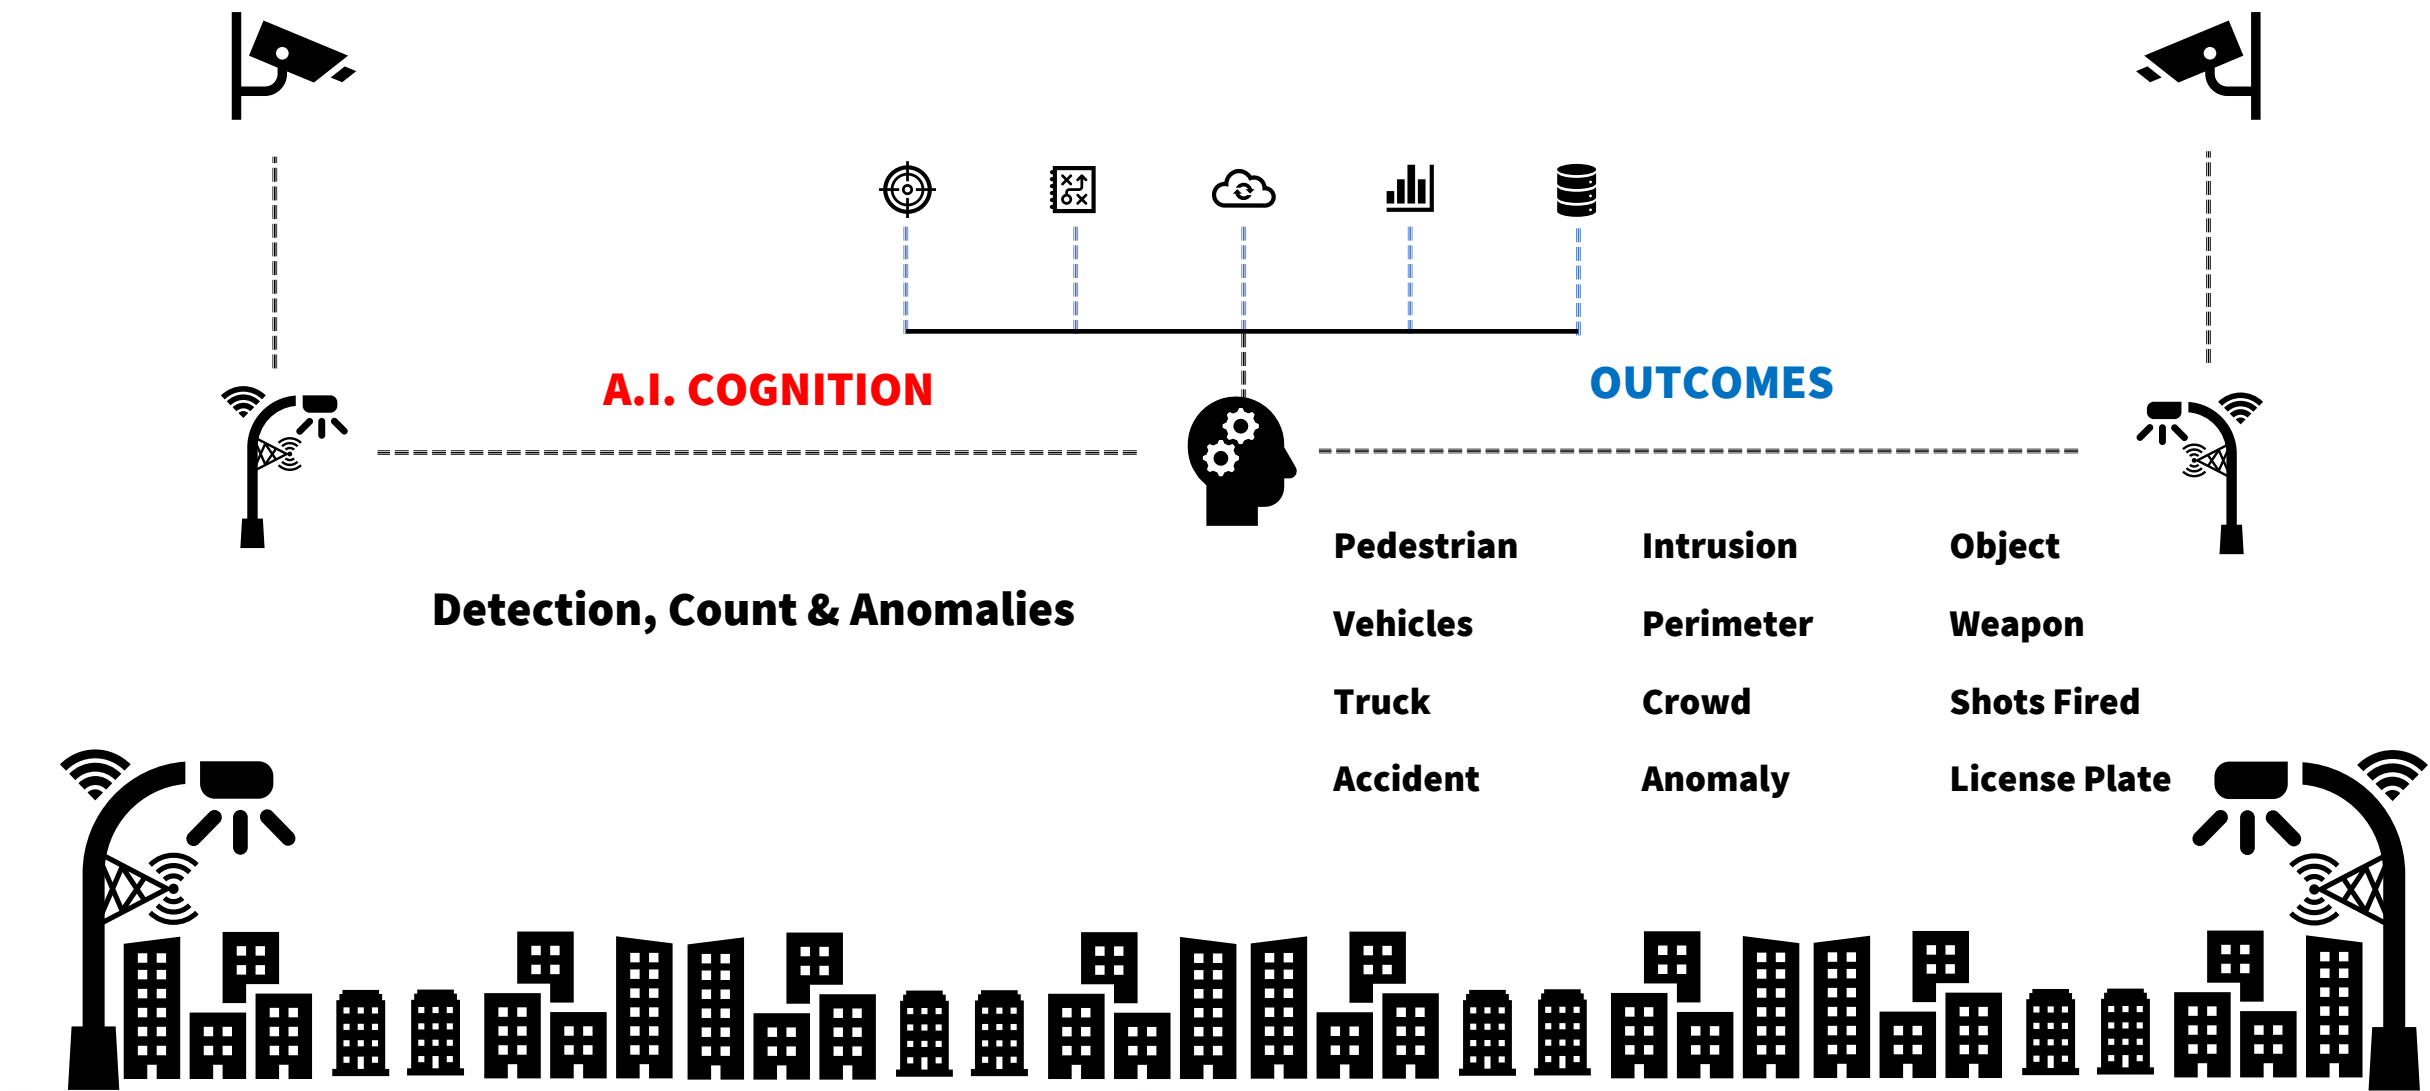 A.I. COGNITION
OUTCOMES
Detection, Count & Anomalies
Pedestrian Intrusion Object
Vehicles Perimeter Weapon
Truck Crowd Shots Fired
Accident Anomaly License Plate